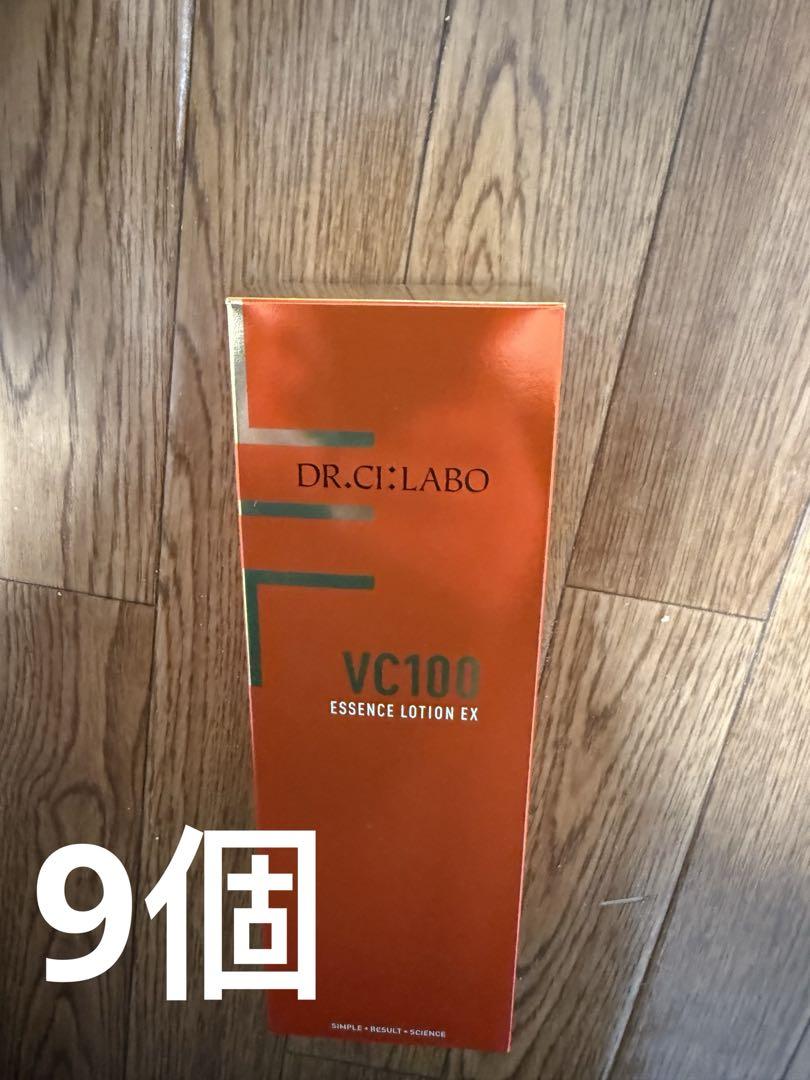 DR.CI:LABO
VC100
ESSENCE LOTION EX
9個
SIMPLE + RESULT + SCIENCE